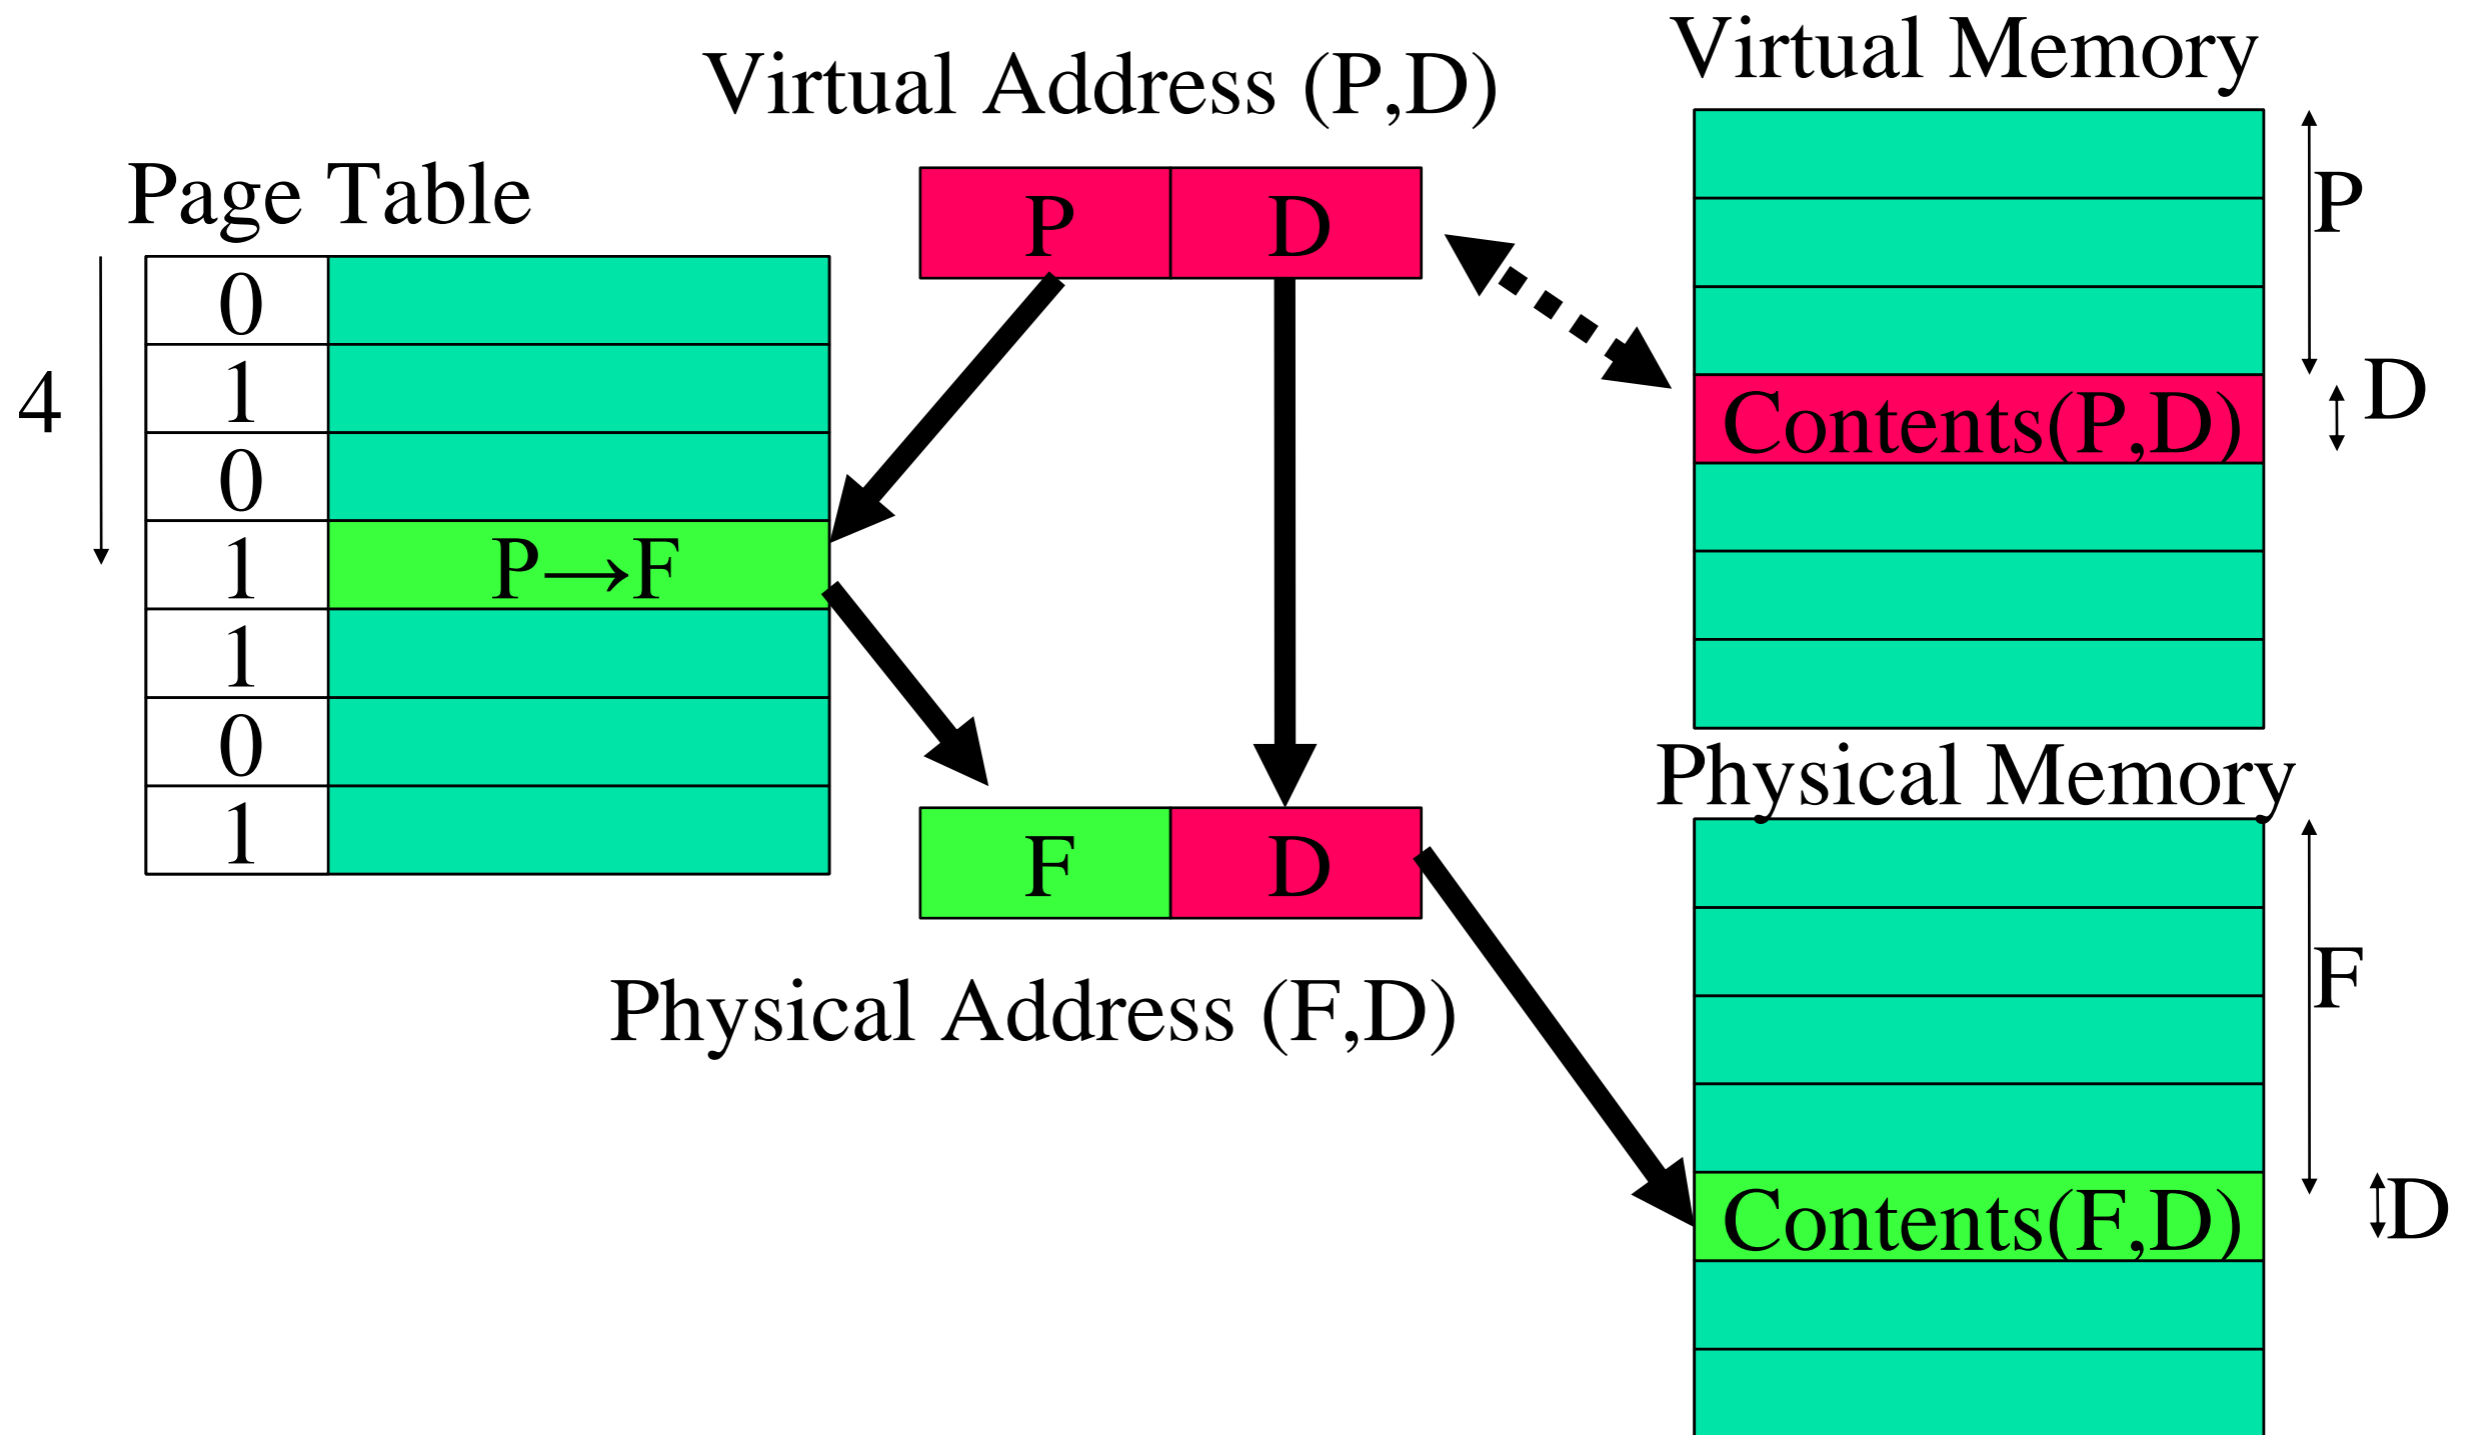 Virtual Address (P,D)
P D
Page Table
4
0
1
0
1 P→F
1
0
1
F D
Physical Address (F,D)
Virtual Memory
P
Contents(P,D) D
Physical Memory
F
Contents(F,D) D